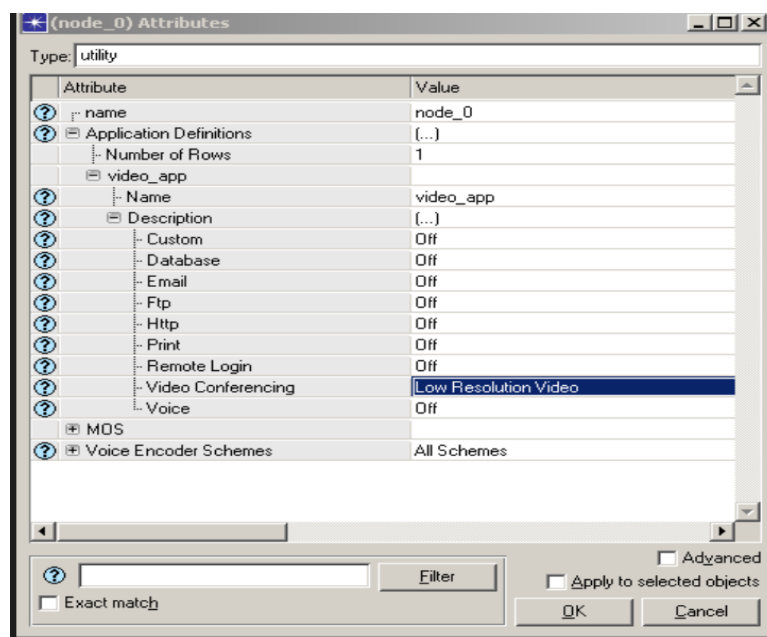 (node_0) Attributes
Type: utility
Attribute Value
name node_0
Application Definitions (...)
Number of Rows 1
video_app
Name video_app
Description (...)
Custom Off
Database Off
Email Off
Ftp Off
Http Off
Print Off
Remote Login Off
Video Conferencing Low Resolution Video
Voice Off
MOS
Voice Encoder Schemes All Schemes
Advanced
Filter Apply to selected objects
Exact match OK Cancel